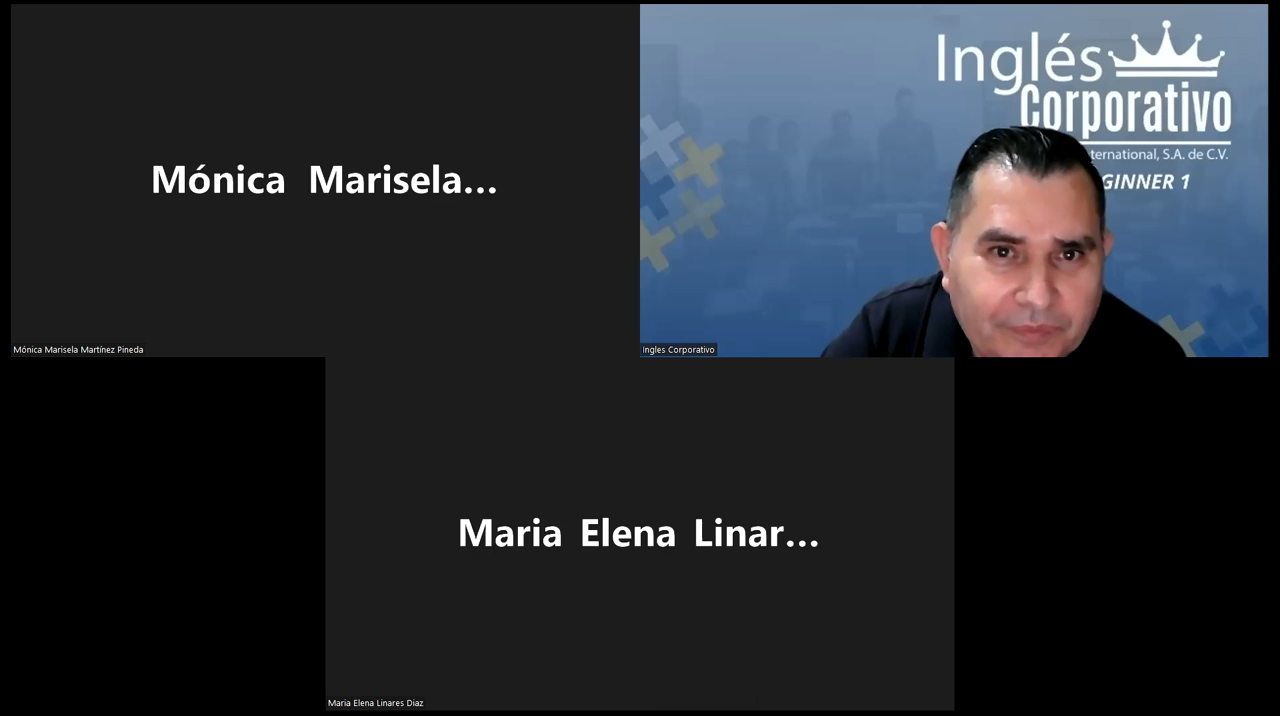 Mónica Marisela...
Mónica Marisela Martínez Pineda
Inglés
Corporativo
ternational, S.A. de C.V.
GINNER 1
Ingles Corporativo
Maria Elena Linar...
Maria Elena Linares Diaz